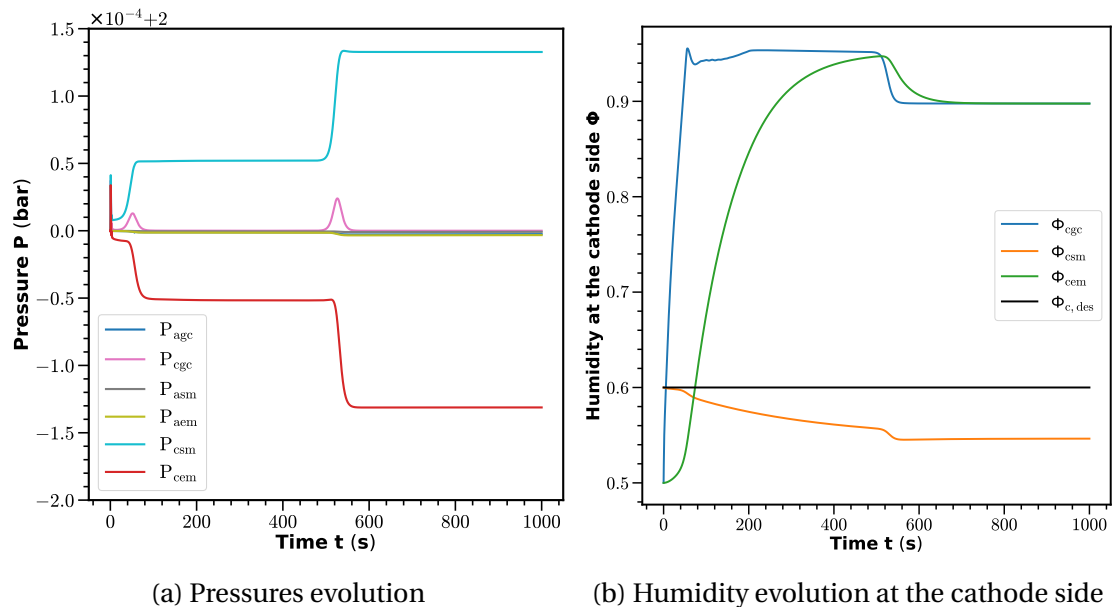 ×10⁻⁴+2
1.5
1.0
0.5
0.0
−0.5
−1.0
−1.5
−2.0
Pressure P (bar)
P_agc
P_cgc
P_asm
P_aem
P_csm
P_cem
0 200 400 600 800 1000
Time t (s)
(a) Pressures evolution
0.9
0.8
0.7
0.6
0.5
Humidity at the cathode side Φ
Φ_cgc
Φ_csm
Φ_cem
Φ_c, des
0 200 400 600 800 1000
Time t (s)
(b) Humidity evolution at the cathode side